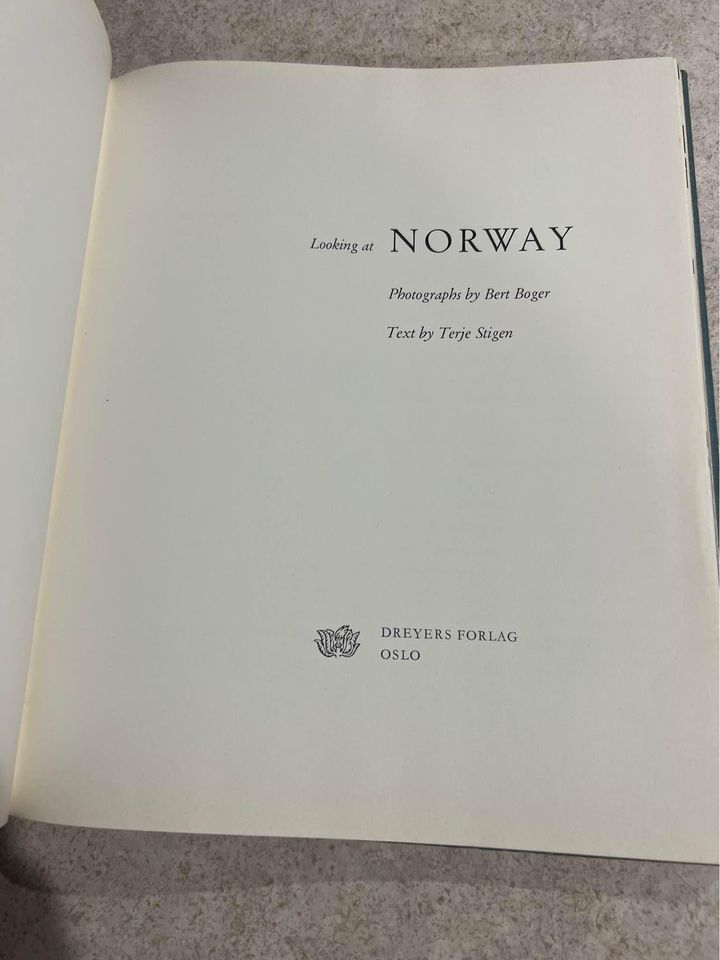 Looking at NORWAY
Photographs by Bert Boger
Text by Terje Stigen
DREYERS FORLAG
OSLO